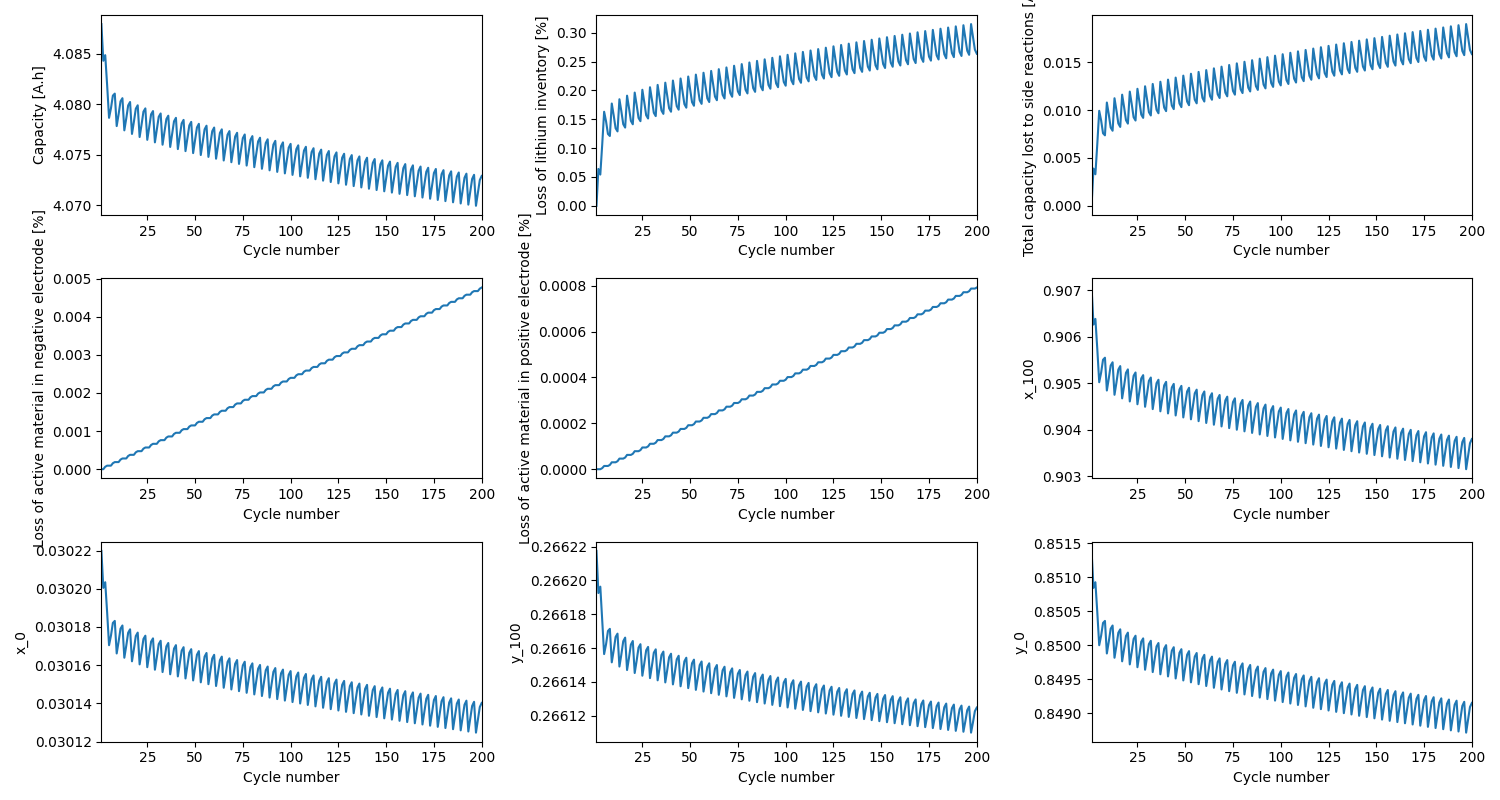 Capacity [A.h]
4.085
4.080
4.075
4.070
25 50 75 100 125 150 175 200
Cycle number
Loss of lithium inventory [%]
0.30
0.25
0.20
0.15
0.10
0.05
0.00
25 50 75 100 125 150 175 200
Cycle number
Total capacity lost to side reactions
0.015
0.010
0.005
0.000
25 50 75 100 125 150 175 200
Cycle number
Loss of active material in negative electrode [%]
0.005
0.004
0.003
0.002
0.001
0.000
25 50 75 100 125 150 175 200
Cycle number
Loss of active material in positive electrode [%]
0.0008
0.0006
0.0004
0.0002
0.0000
25 50 75 100 125 150 175 200
Cycle number
x_100
0.907
0.906
0.905
0.904
0.903
25 50 75 100 125 150 175 200
Cycle number
x_0
0.03022
0.03020
0.03018
0.03016
0.03014
0.03012
25 50 75 100 125 150 175 200
Cycle number
y_100
0.26622
0.26620
0.26618
0.26616
0.26614
0.26612
25 50 75 100 125 150 175 200
Cycle number
y_0
0.8515
0.8510
0.8505
0.8500
0.8495
0.8490
25 50 75 100 125 150 175 200
Cycle number